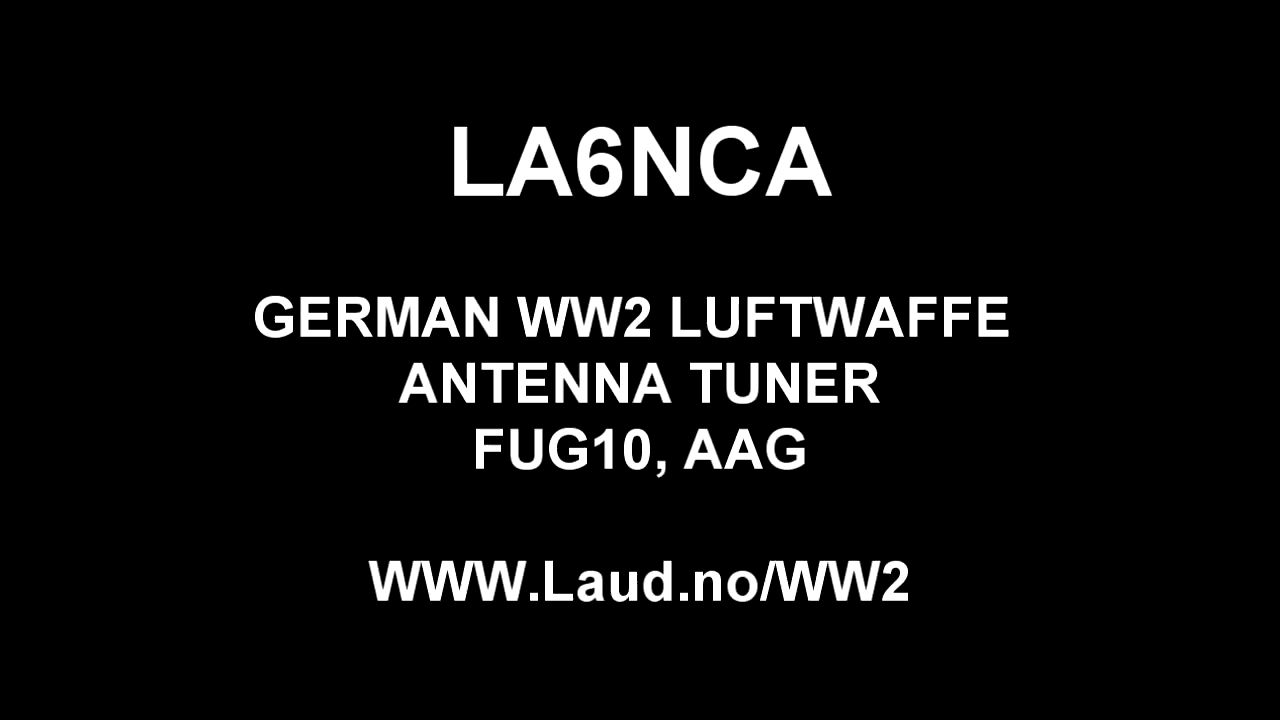 LA6NCA
GERMAN WW2 LUFTWAFFE
ANTENNA TUNER
FUG10, AAG
WWW.Laud.no/WW2